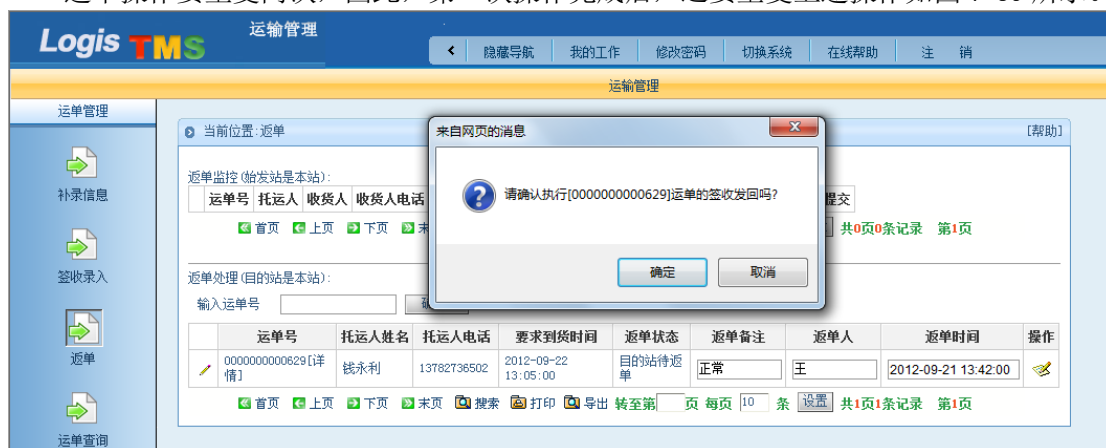 Logis TMS
运输管理
隐藏导航 我的工作 修改密码 切换系统 在线帮助 注 销
运输管理
运单管理
补录信息
签收录入
返单
运单查询
当前位置:返单 [帮助]
返单监控(始发站是本站):
运单号 托运人 收货人 收货人电话 提交
首页 上页 下页 末 共0页0条记录 第1页
来自网页的消息
请确认执行[0000000000629]运单的签收发回吗?
确定 取消
返单处理(目的站是本站):
输入运单号
运单号 托运人姓名 托运人电话 要求到货时间 返单状态 返单备注 返单人 返单时间 操作
0000000000629[详情] 钱永利 13782736502 2012-09-22 13:05:00 目的站待返单 正常 王 2012-09-21 13:42:00
首页 上页 下页 末页 搜索 打印 导出 转至第 页 每页 10 条 设置 共1页1条记录 第1页